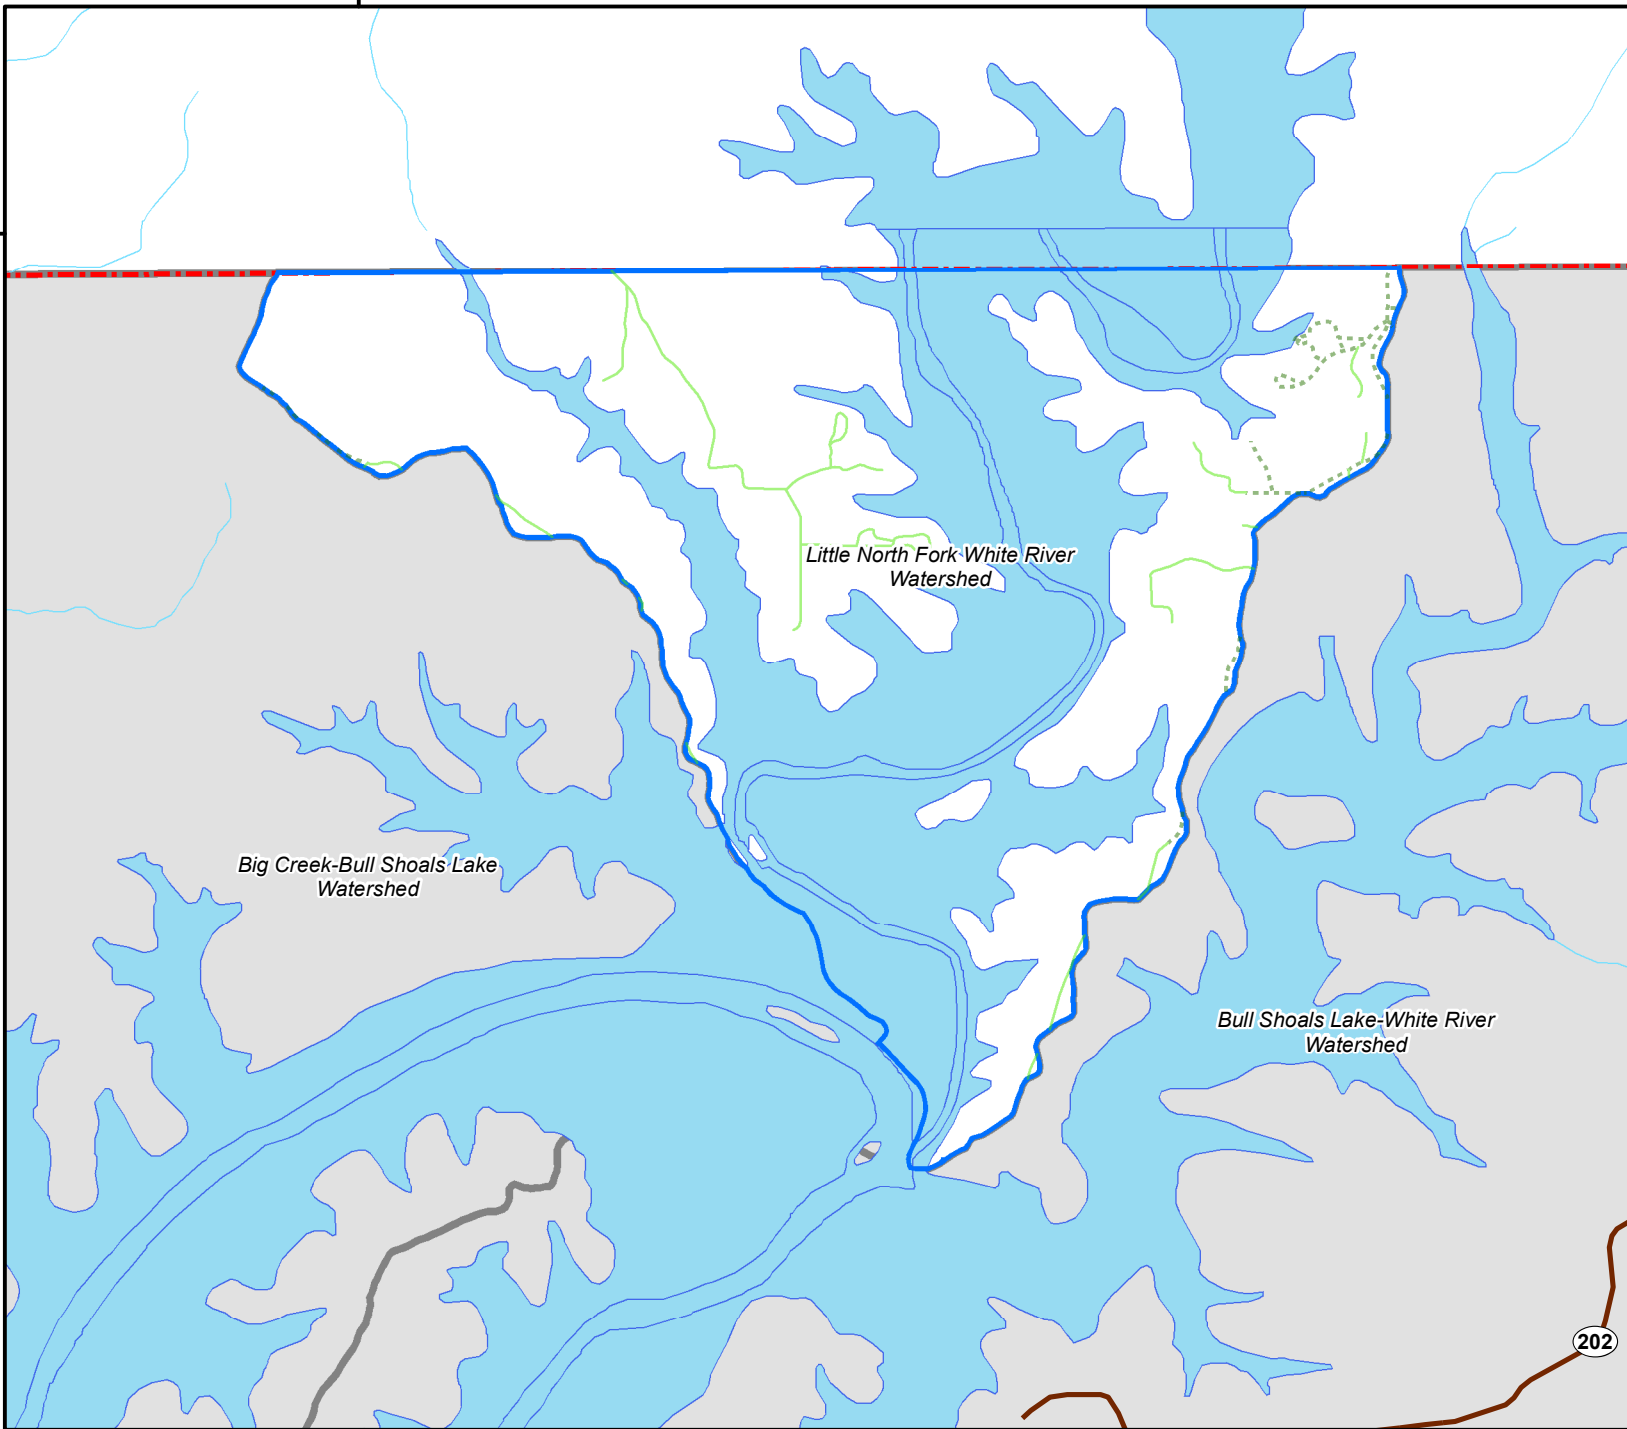 Little North Fork White River
Watershed
Big Creek-Bull Shoals Lake
Watershed
Bull Shoals Lake-White River
Watershed
202